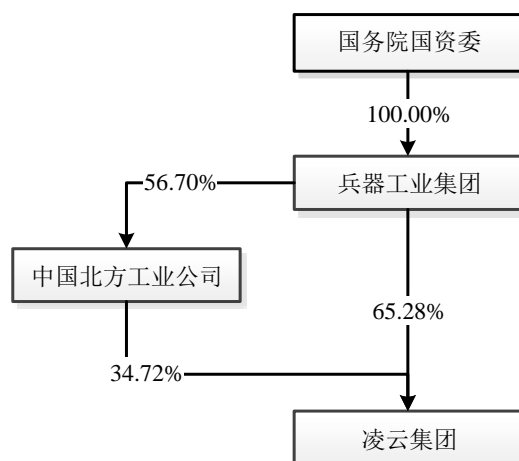 国务院国资委
100.00%
兵器工业集团
56.70%
中国北方工业公司
65.28%
34.72%
凌云集团